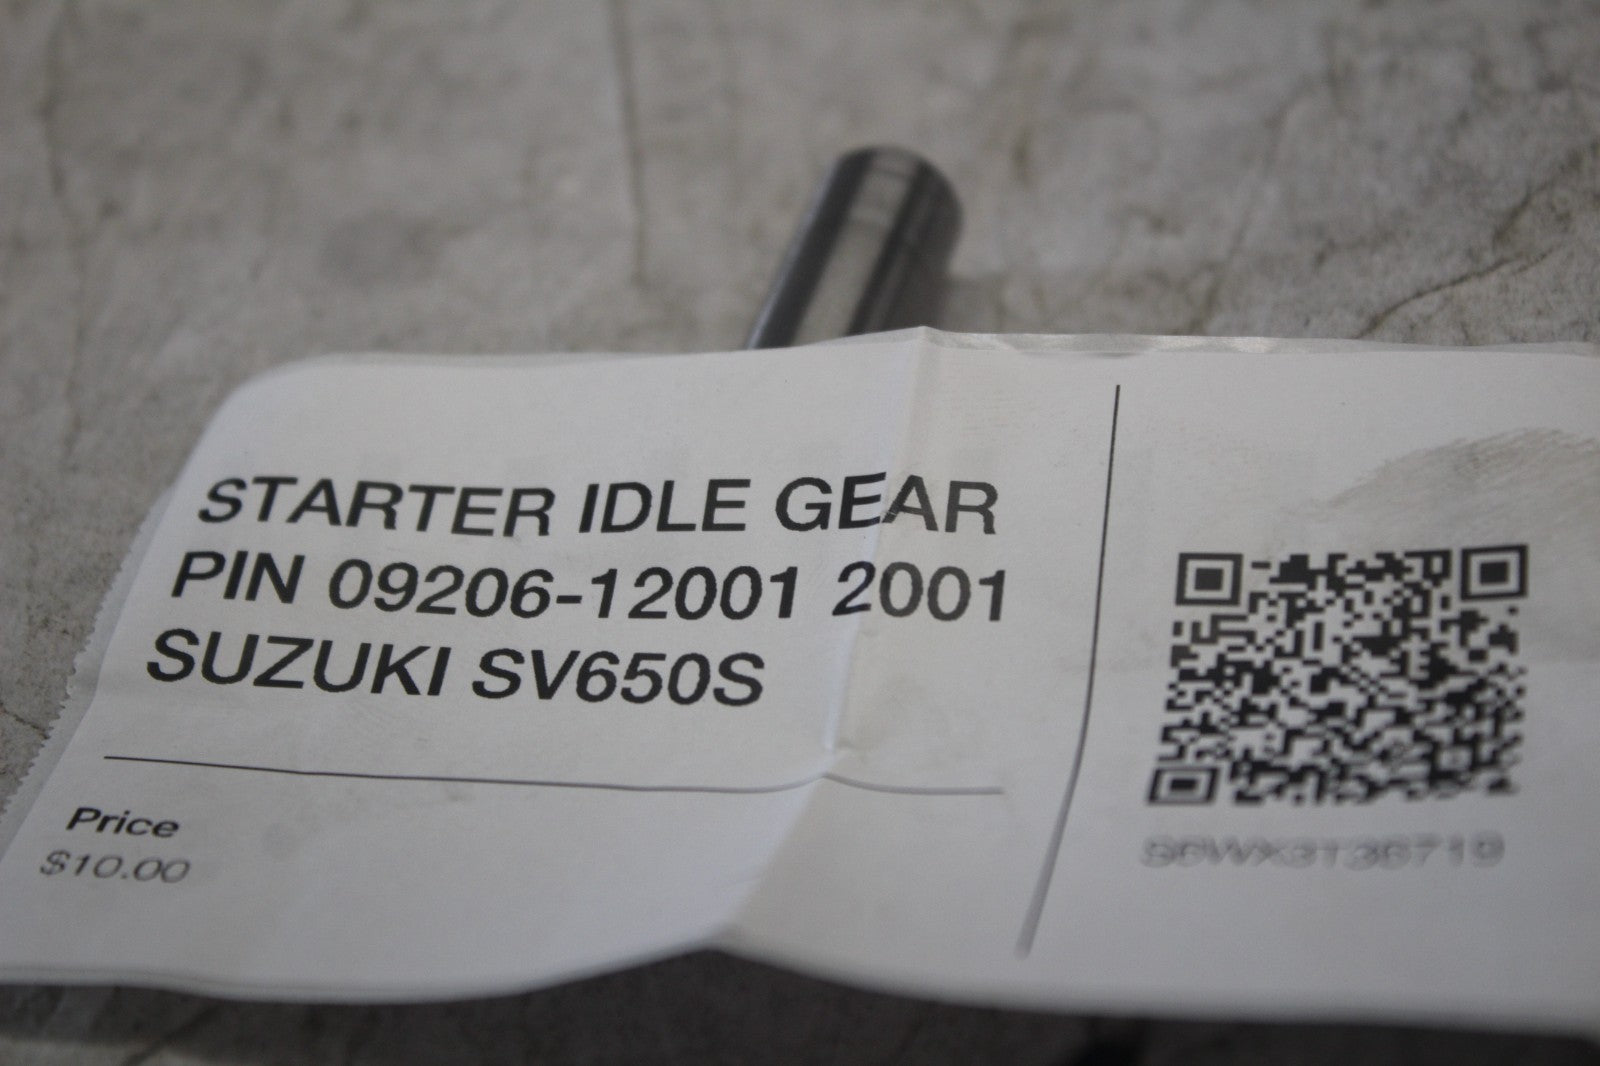 STARTER IDLE GEAR
PIN 09206-12001 2001
SUZUKI SV650S
Price
$10.00